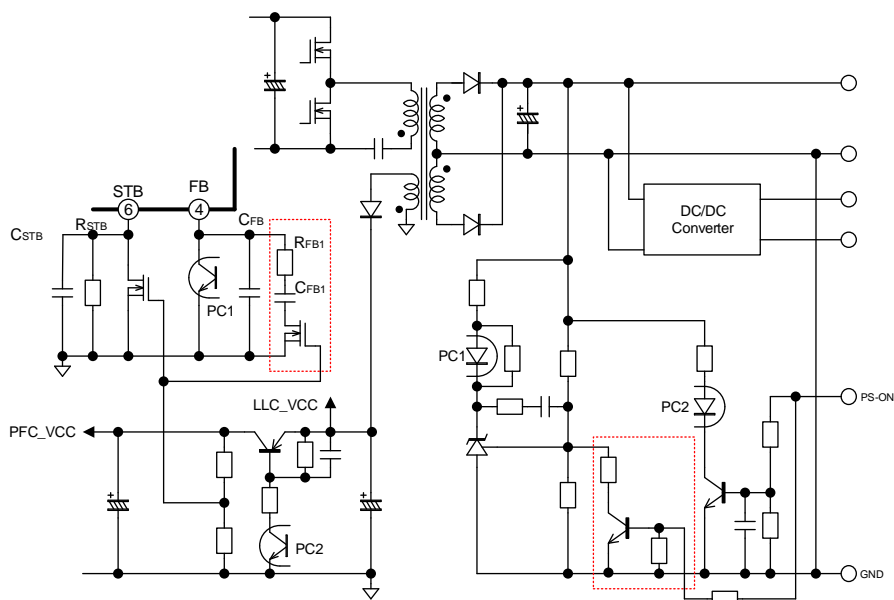 STB
FB
6
4
CSTB
RSTB
CFB
RFB1
CFB1
PC1
DC/DC
Converter
PC1
PC2
PS-ON
LLC_VCC
PFC_VCC
PC2
GND